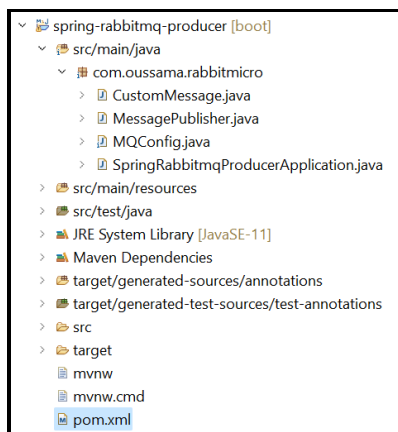 spring-rabbitmq-producer [boot]
src/main/java
com.oussama.rabbitmicro
CustomMessage.java
MessagePublisher.java
MQConfig.java
SpringRabbitmqProducerApplication.java
src/main/resources
src/test/java
JRE System Library [JavaSE-11]
Maven Dependencies
target/generated-sources/annotations
target/generated-test-sources/test-annotations
src
target
mvnw
mvnw.cmd
pom.xml